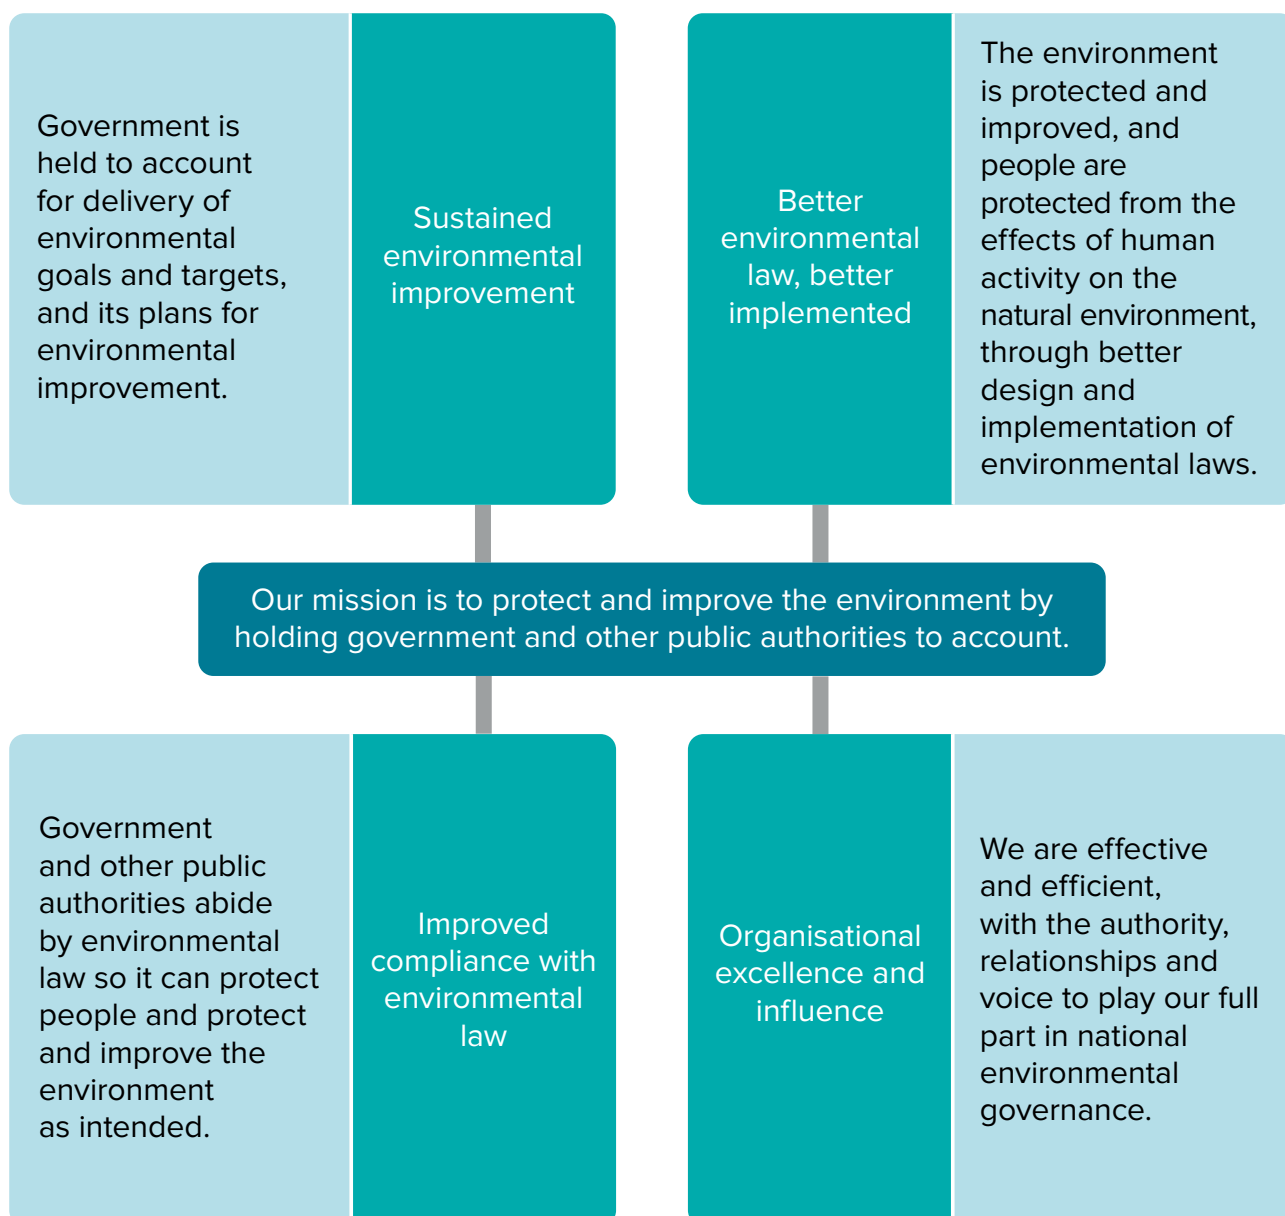 Government is
held to account
for delivery of
environmental
goals and targets,
and its plans for
environmental
improvement.
Sustained
environmental
improvement
Better
environmental
law, better
implemented
The environment
is protected and
improved, and
people are
protected from the
effects of human
activity on the
natural environment,
through better
design and
implementation of
environmental laws.
Our mission is to protect and improve the environment by
holding government and other public authorities to account.
Government
and other public
authorities abide
by environmental
law so it can protect
people and protect
and improve the
environment
as intended.
Improved
compliance with
environmental
law
Organisational
excellence and
influence
We are effective
and efficient,
with the authority,
relationships and
voice to play our full
part in national
environmental
governance.